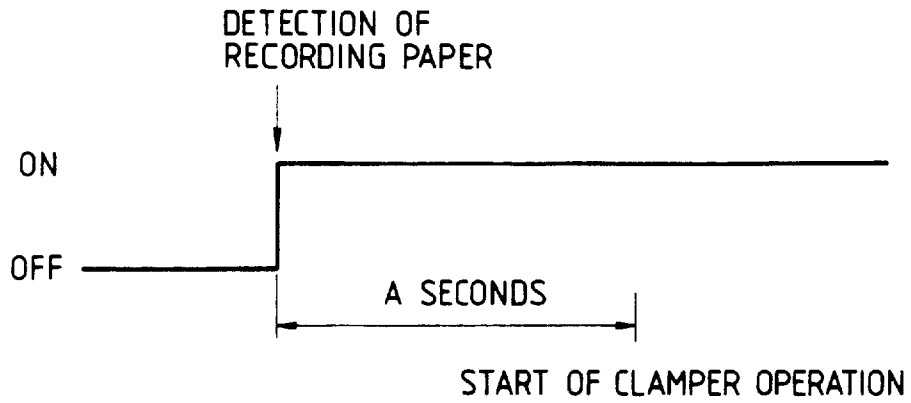 DETECTION OF
RECORDING PAPER
ON
OFF
A SECONDS
START OF CLAMPER OPERATION